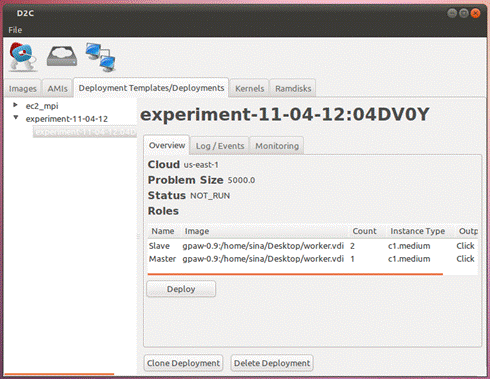 D2C
File
Images AMIs Deployment Templates/Deployments Kernels Ramdisks
ec2_mpi
experiment-11-04-12
experiment-11-04-12:04D
experiment-11-04-12:04DV0Y
Overview Log / Events Monitoring
Cloud us-east-1
Problem Size 5000.0
Status NOT_RUN
Roles
Name Image Count Instance Type Outp
Slave gpaw-0.9:/home/sina/Desktop/worker.vdi 2 c1.medium Click
Master gpaw-0.9:/home/sina/Desktop/worker.vdi 1 c1.medium Click
Deploy
Clone Deployment Delete Deployment